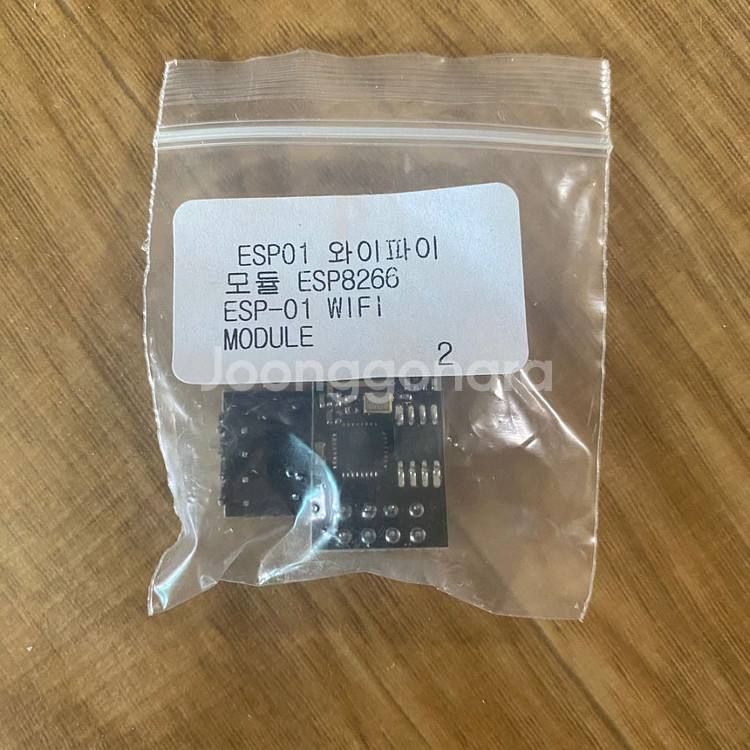 ESP01 와이파이
모듈 ESP8266
ESP-01 WIFI
MODULE
2
Joonggonara